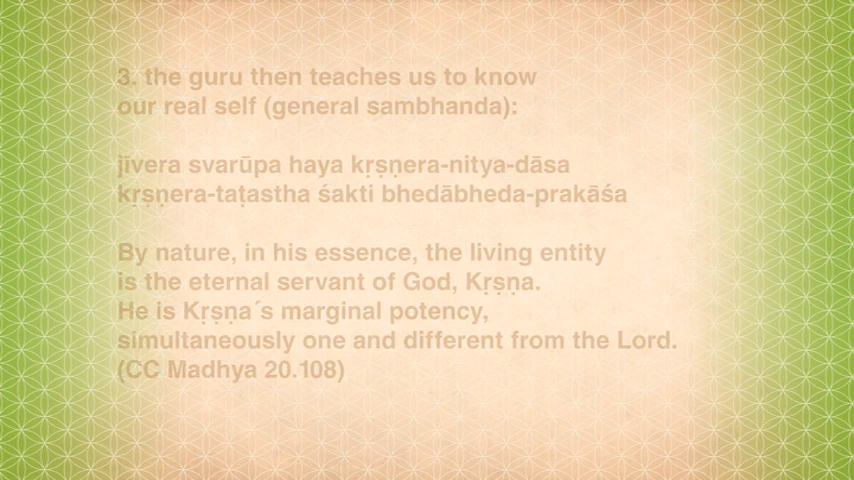 3. the guru then teaches us to know
our real self (general sambhanda):
jīvera svarūpa haya kṛṣṇera-nitya-dāsa
kṛṣṇera-taṭastha śakti bhedābheda-prakāśa
By nature, in his essence, the living entity
is the eternal servant of God, Kṛṣṇa.
He is Kṛṣṇa´s marginal potency,
simultaneously one and different from the Lord.
(CC Madhya 20.108)